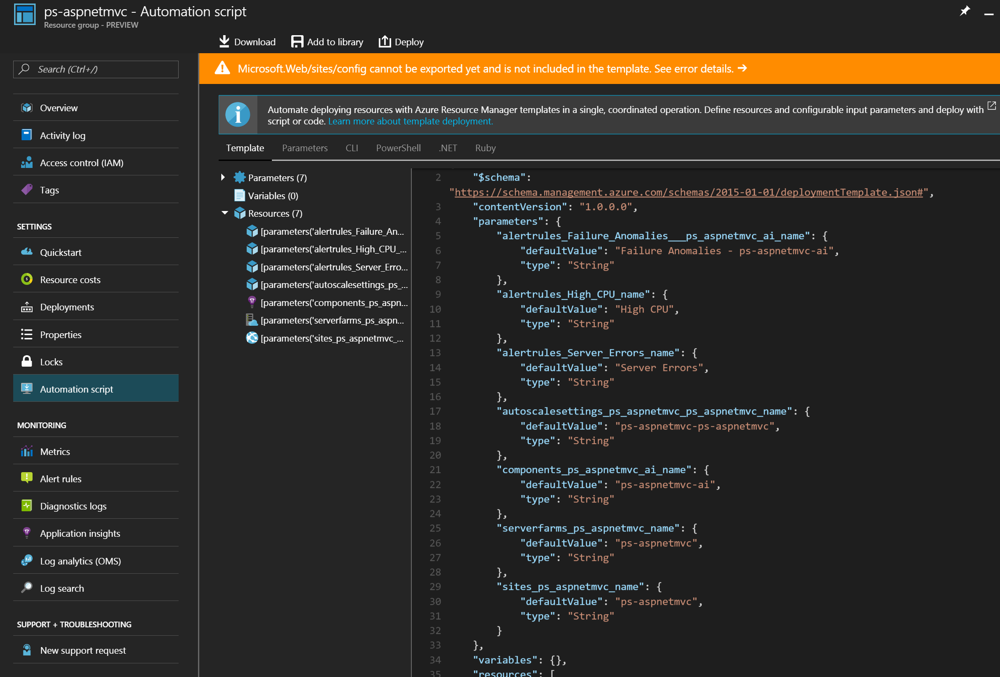 ps-aspnetmvc - Automation script
Resource group - PREVIEW
Download
Add to library
Deploy
Search (Ctrl+/)
Overview
Activity log
Access control (IAM)
Tags
SETTINGS
Quickstart
Resource costs
Deployments
Properties
Locks
Automation script
MONITORING
Metrics
Alert rules
Diagnostics logs
Application insights
Log analytics (OMS)
Log search
SUPPORT + TROUBLESHOOTING
New support request
Microsoft.Web/sites/config cannot be exported yet and is not included in the template. See error details. →
Automate deploying resources with Azure Resource Manager templates in a single, coordinated operation. Define resources and configurable input parameters and deploy with
script or code. Learn more about template deployment.
Template
Parameters
CLI
PowerShell
.NET
Ruby
Parameters (7)
Variables (0)
Resources (7)
[parameters('alertrules_Failure_An...
[parameters('alertrules_High_CPU_...
[parameters('alertrules_Server_Erro...
[parameters('autoscalesettings_ps_...
[parameters('components_ps_aspn...
[parameters('serverfarms_ps_aspn...
[parameters('sites_ps_aspnetmvc_...
2 "$schema":
"https://schema.management.azure.com/schemas/2015-01-01/deploymentTemplate.json#",
3 "contentVersion": "1.0.0.0",
4 "parameters": {
5 "alertrules_Failure_Anomalies___ps_aspnetmvc_ai_name": {
6 "defaultValue": "Failure Anomalies - ps-aspnetmvc-ai",
7 "type": "String"
8 },
9 "alertrules_High_CPU_name": {
10 "defaultValue": "High CPU",
11 "type": "String"
12 },
13 "alertrules_Server_Errors_name": {
14 "defaultValue": "Server Errors",
15 "type": "String"
16 },
17 "autoscalesettings_ps_aspnetmvc_ps_aspnetmvc_name": {
18 "defaultValue": "ps-aspnetmvc-ps-aspnetmvc",
19 "type": "String"
20 },
21 "components_ps_aspnetmvc_ai_name": {
22 "defaultValue": "ps-aspnetmvc-ai",
23 "type": "String"
24 },
25 "serverfarms_ps_aspnetmvc_name": {
26 "defaultValue": "ps-aspnetmvc",
27 "type": "String"
28 },
29 "sites_ps_aspnetmvc_name": {
30 "defaultValue": "ps-aspnetmvc",
31 "type": "String"
32 }
33 },
34 "variables": {},
35 "resources": [